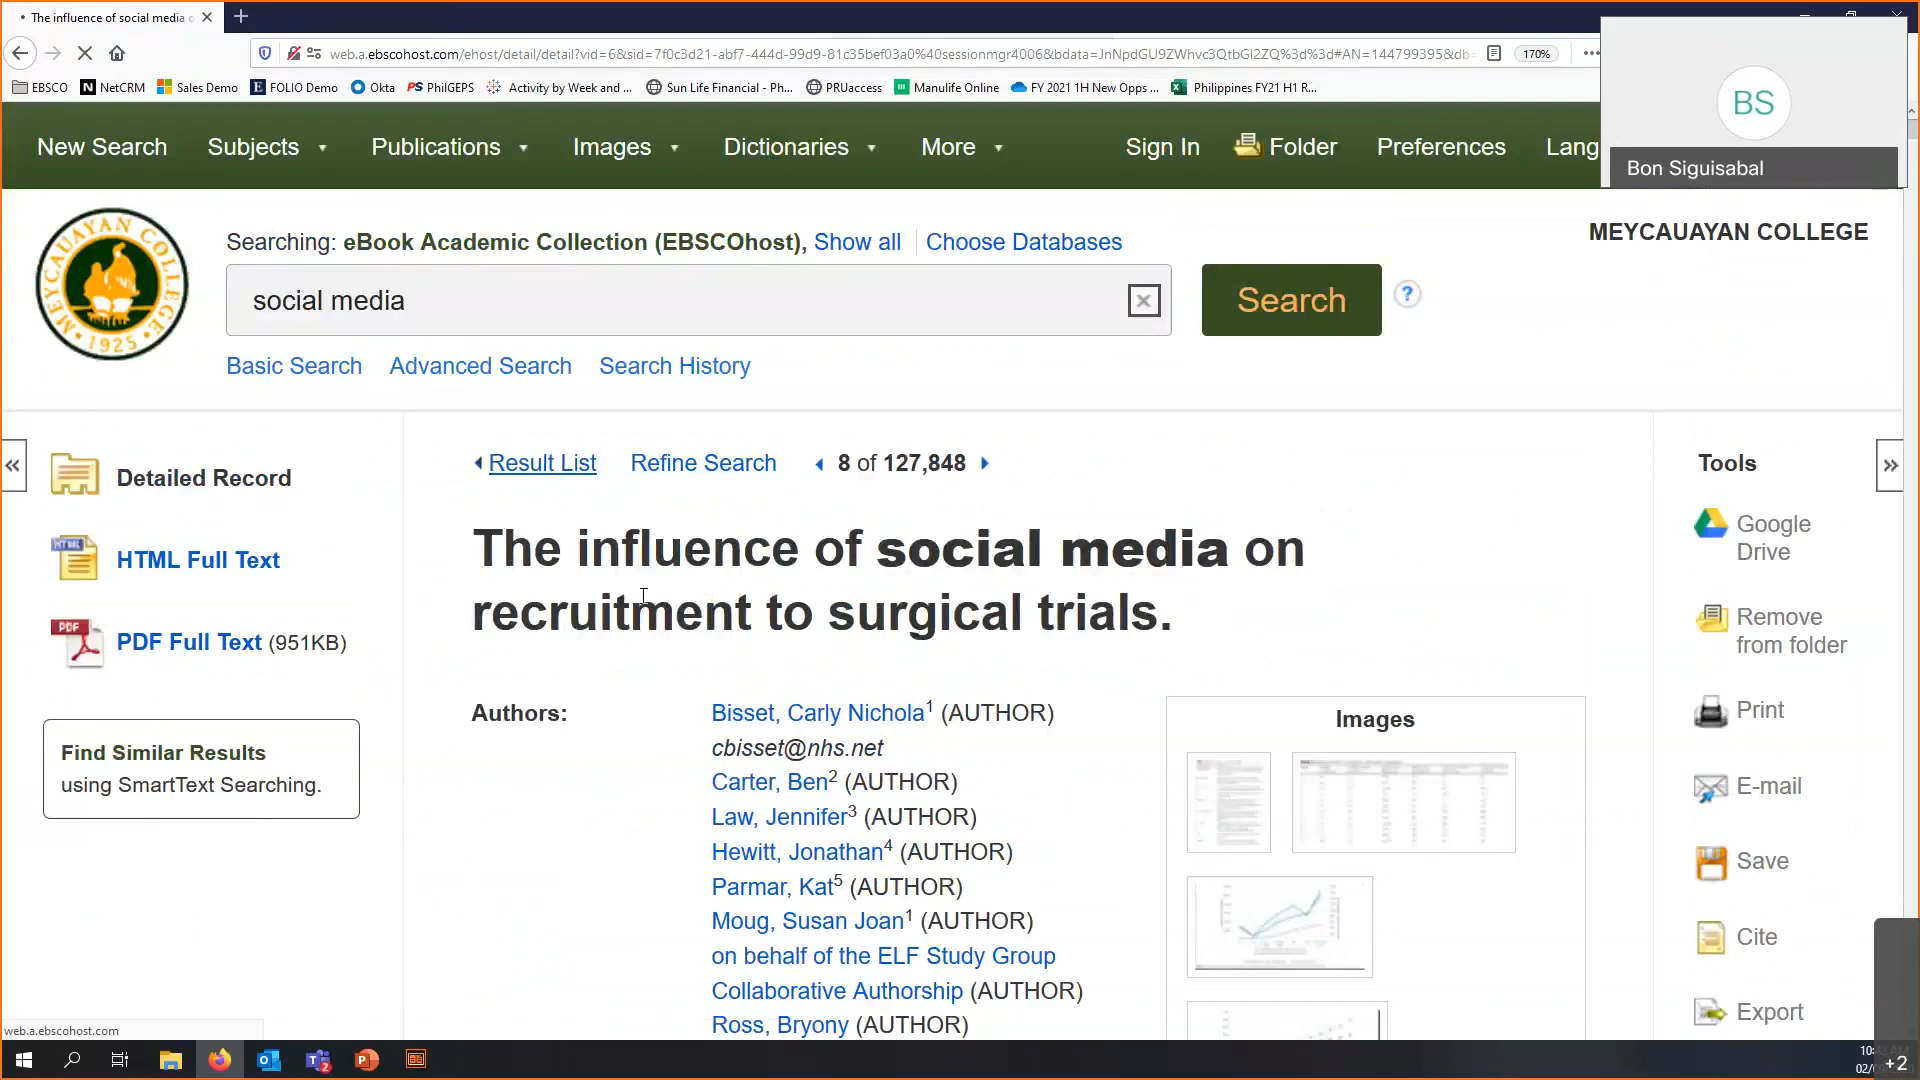 The influence of social media o
web.a.ebscohost.com/ehost/detail/detail?vid=6&sid=7f0c3d21-abf7-444d-99d9-81c35bef03a0%40sessionmgr4006&bdata=JnNpdGU9ZWhvc3QtbGl2ZQ%3d%3d#AN=144799395&db
170%
EBSCO NetCRM Sales Demo FOLIO Demo Okta PhilGEPS Activity by Week and ... Sun Life Financial - Ph... PRUaccess Manulife Online FY 2021 1H New Opps ... Philippines FY21 H1 R...
BS
Bon Siguisabal
New Search Subjects Publications Images Dictionaries More Sign In Folder Preferences Lang
MEYCAUAYAN COLLEGE
1925
Searching: eBook Academic Collection (EBSCOhost), Show all Choose Databases
MEYCAUAYAN COLLEGE
social media
Search
?
Basic Search Advanced Search Search History
Detailed Record
HTML Full Text
PDF Full Text (951KB)
Find Similar Results
using SmartText Searching.
Result List Refine Search 8 of 127,848
The influence of social media on
recruitment to surgical trials.
Authors:
Bisset, Carly Nichola1 (AUTHOR)
cbisset@nhs.net
Carter, Ben2 (AUTHOR)
Law, Jennifer3 (AUTHOR)
Hewitt, Jonathan4 (AUTHOR)
Parmar, Kat5 (AUTHOR)
Moug, Susan Joan1 (AUTHOR)
on behalf of the ELF Study Group
Collaborative Authorship (AUTHOR)
Ross, Bryony (AUTHOR)
Images
Tools
Google
Drive
Remove
from folder
Print
E-mail
Save
Cite
Export
web.a.ebscohost.com
+2